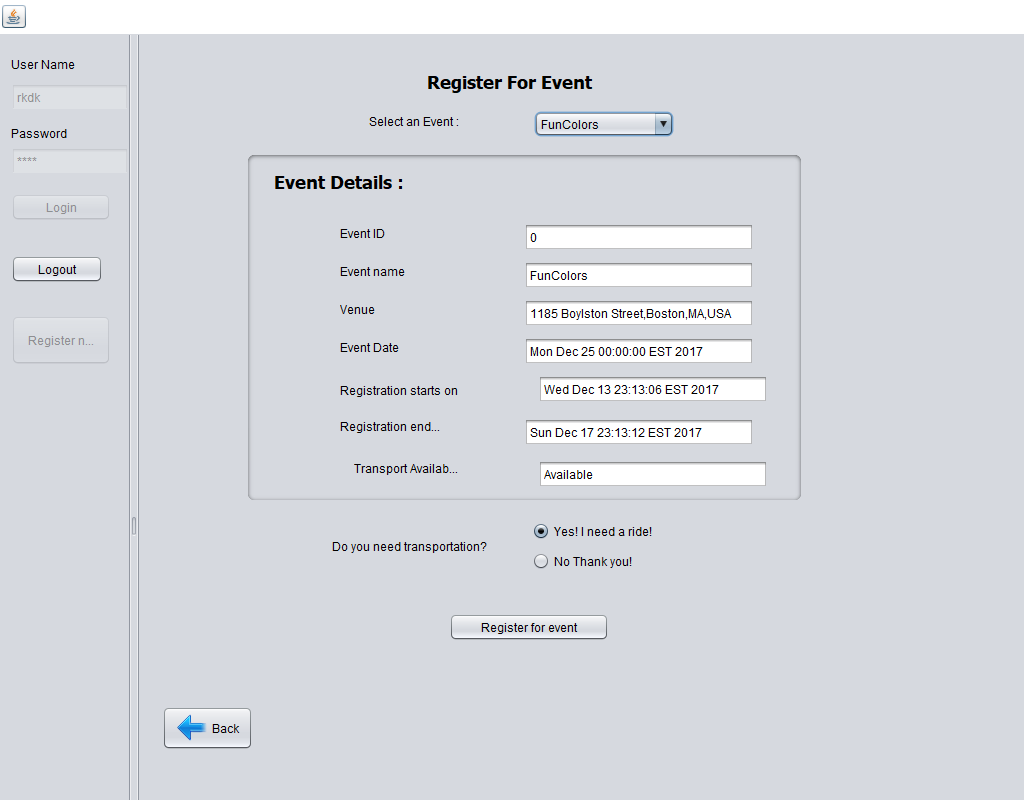 User Name
rkdk
Password
****
Login
Logout
Register n...
Register For Event
Select an Event :
FunColors
Event Details :
Event ID
0
Event name
FunColors
Venue
1185 Boylston Street,Boston,MA,USA
Event Date
Mon Dec 25 00:00:00 EST 2017
Registration starts on
Wed Dec 13 23:13:06 EST 2017
Registration end...
Sun Dec 17 23:13:12 EST 2017
Transport Availab...
Available
Do you need transportation?
Yes! I need a ride!
No Thank you!
Register for event
Back